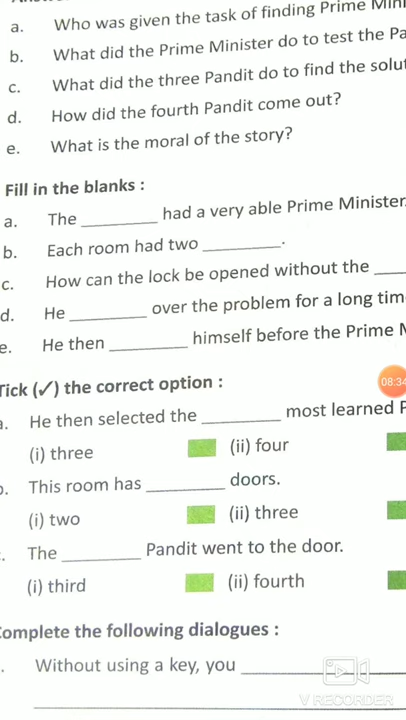 a. Who was given the task of finding Prime
b. What did the Prime Minister do to test the
c. What did the three Pandit do to find the
d. How did the fourth Pandit come out?
e. What is the moral of the story?
Fill in the blanks :
a. The ________ had a very able Prime Minister
b. Each room had two ________.
c. How can the lock be opened without the ___
d. He ________ over the problem for a long
e. He then ________ himself before the Prime
Tick (✓) the correct option :
08:34
He then selected the ________ most learned
(i) three (ii) four
This room has ________ doors.
(i) two (ii) three
The ________ Pandit went to the door.
(i) third (ii) fourth
Complete the following dialogues :
Without using a key, you ________
V RECORDER